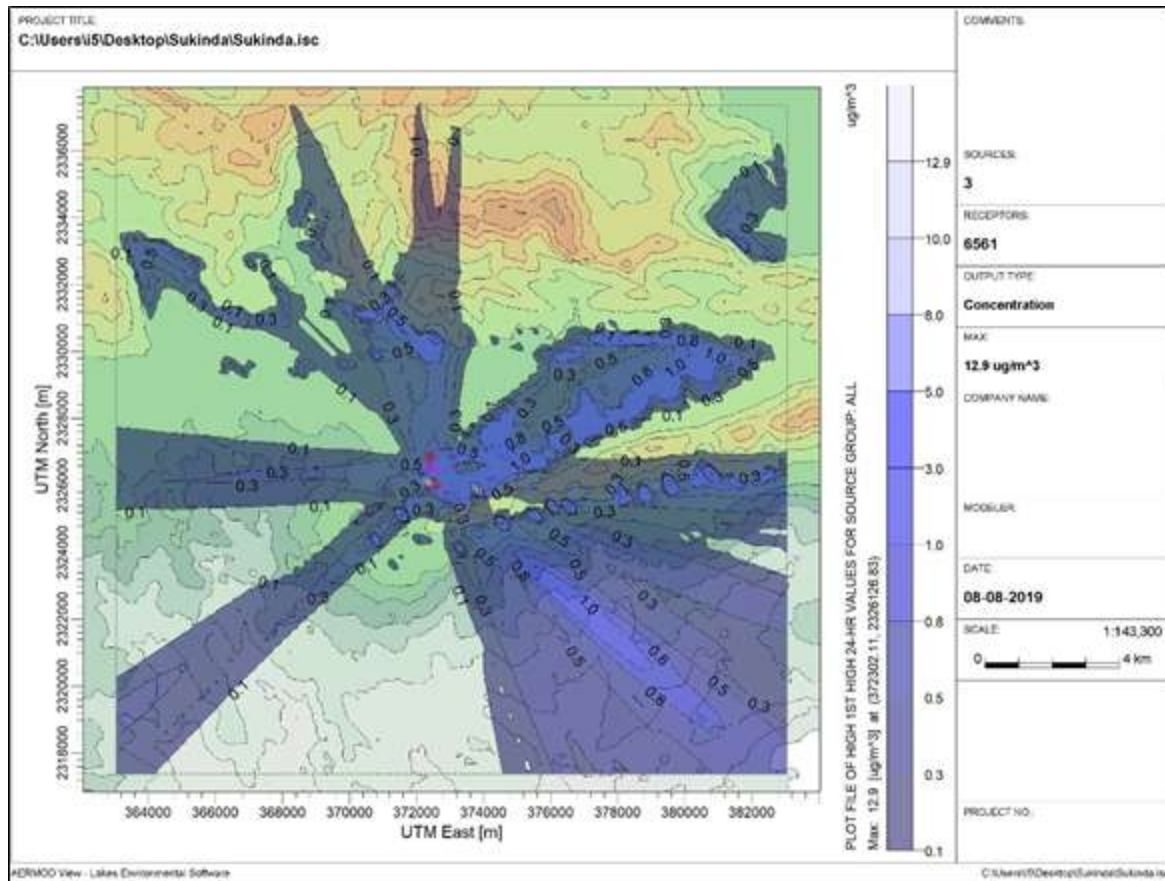 PROJECT TITLE:
C:\Users\i5\Desktop\Sukinda\Sukinda.isc
UTM North [m]
2318000 2320000 2322000 2324000 2326000 2328000 2330000 2332000 2334000 2336000
364000 366000 368000 370000 372000 374000 376000 378000 380000 382000
UTM East [m]
PLOT FILE OF HIGH 1ST HIGH 24-HR VALUES FOR SOURCE GROUP: ALL
Max: 12.9 [ug/m^3] at (372302.11, 2326126.83)
ug/m^3
12.9
10.0
8.0
5.0
3.0
1.0
0.8
0.5
0.3
0.1
COMMENTS:
SOURCES:
3
RECEPTORS:
6561
OUTPUT TYPE:
Concentration
MAX:
12.9 ug/m^3
COMPANY NAME:
MODELER:
DATE:
08-08-2019
SCALE: 1:143,300
0 4 km
PROJECT NO.:
AERMOD View - Lakes Environmental Software
C:\Users\i5\Desktop\Sukinda\Sukinda.isc